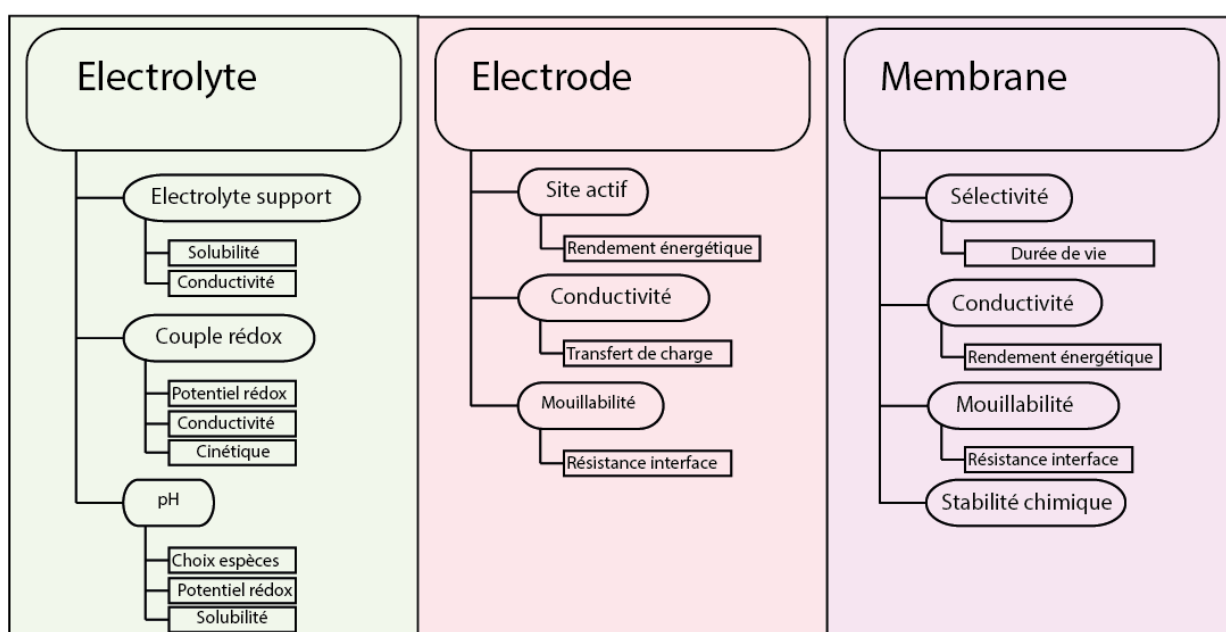 Electrolyte
Electrolyte support
Solubilité
Conductivité
Couple rédox
Potentiel rédox
Conductivité
Cinétique
pH
Choix espèces
Potentiel rédox
Solubilité
Electrode
Site actif
Rendement énergétique
Conductivité
Transfert de charge
Mouillabilité
Résistance interface
Membrane
Sélectivité
Durée de vie
Conductivité
Rendement énergétique
Mouillabilité
Résistance interface
Stabilité chimique